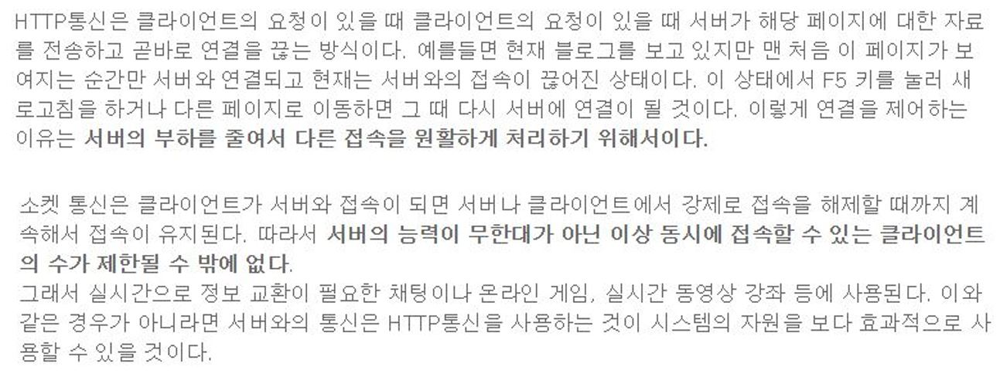 HTTP통신은 클라이언트의 요청이 있을 때 클라이언트의 요청이 있을 때 서버가 해당 페이지에 대한 자료
를 전송하고 곧바로 연결을 끊는 방식이다. 예를들면 현재 블로그를 보고 있지만 맨 처음 이 페이지가 보
여지는 순간만 서버와 연결되고 현재는 서버와의 접속이 끊어진 상태이다. 이 상태에서 F5 키를 눌러 새
로고침을 하거나 다른 페이지로 이동하면 그 때 다시 서버에 연결이 될 것이다. 이렇게 연결을 제어하는
이유는 서버의 부하를 줄여서 다른 접속을 원활하게 처리하기 위해서이다.
소켓 통신은 클라이언트가 서버와 접속이 되면 서버나 클라이언트에서 강제로 접속을 해제할 때까지 계
속해서 접속이 유지된다. 따라서 서버의 능력이 무한대가 아닌 이상 동시에 접속할 수 있는 클라이언트
의 수가 제한될 수 밖에 없다.
그래서 실시간으로 정보 교환이 필요한 채팅이나 온라인 게임, 실시간 동영상 강좌 등에 사용된다. 이와
같은 경우가 아니라면 서버와의 통신은 HTTP통신을 사용하는 것이 시스템의 자원을 보다 효과적으로 사
용할 수 있을 것이다.